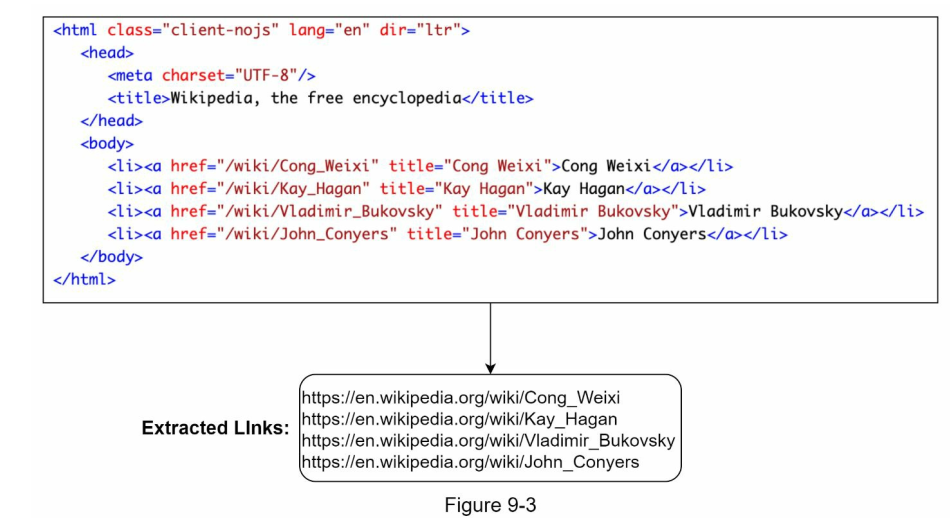 <html class="client-nojs" lang="en" dir="ltr">
<head>
<meta charset="UTF-8"/>
<title>Wikipedia, the free encyclopedia</title>
</head>
<body>
<li><a href="/wiki/Cong_Weixi" title="Cong Weixi">Cong Weixi</a></li>
<li><a href="/wiki/Kay_Hagan" title="Kay Hagan">Kay Hagan</a></li>
<li><a href="/wiki/Vladimir_Bukovsky" title="Vladimir Bukovsky">Vladimir Bukovsky</a></li>
<li><a href="/wiki/John_Conyers" title="John Conyers">John Conyers</a></li>
</body>
</html>
Extracted LInks:
https://en.wikipedia.org/wiki/Cong_Weixi
https://en.wikipedia.org/wiki/Kay_Hagan
https://en.wikipedia.org/wiki/Vladimir_Bukovsky
https://en.wikipedia.org/wiki/John_Conyers
Figure 9-3